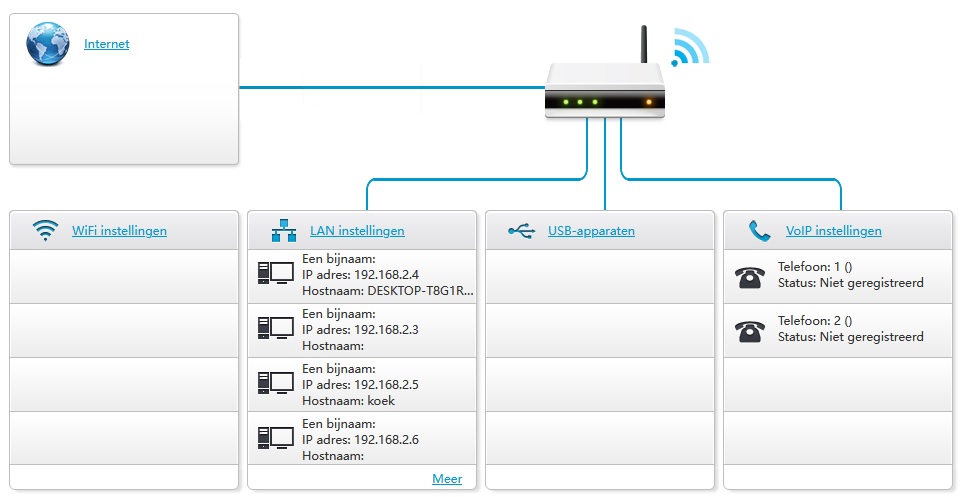 Internet
WiFi instellingen
LAN instellingen
USB-apparaten
VoIP instellingen
Een bijnaam:
IP adres: 192.168.2.4
Hostnaam: DESKTOP-T8G1R...
Een bijnaam:
IP adres: 192.168.2.3
Hostnaam:
Een bijnaam:
IP adres: 192.168.2.5
Hostnaam: koek
Een bijnaam:
IP adres: 192.168.2.6
Hostnaam:
Meer
Telefoon: 1 ()
Status: Niet geregistreerd
Telefoon: 2 ()
Status: Niet geregistreerd